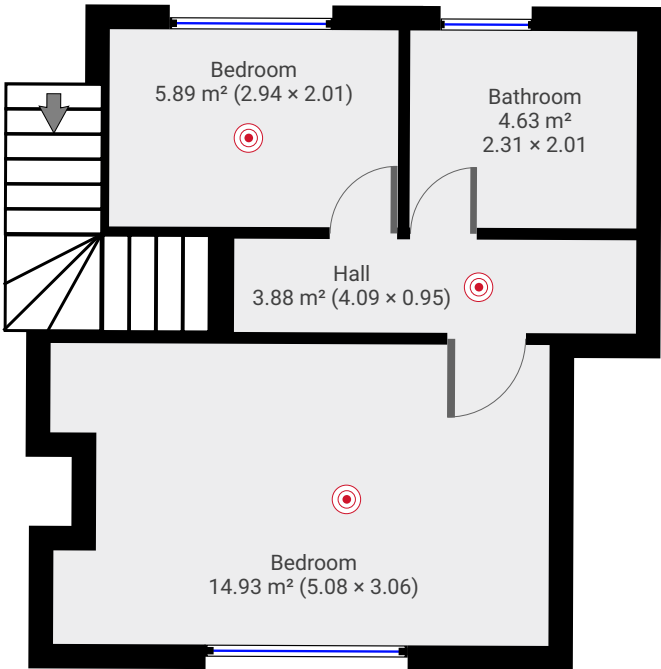 Bedroom
5.89 m² (2.94 × 2.01)
Bathroom
4.63 m²
2.31 × 2.01
Hall
3.88 m² (4.09 × 0.95)
Bedroom
14.93 m² (5.08 × 3.06)